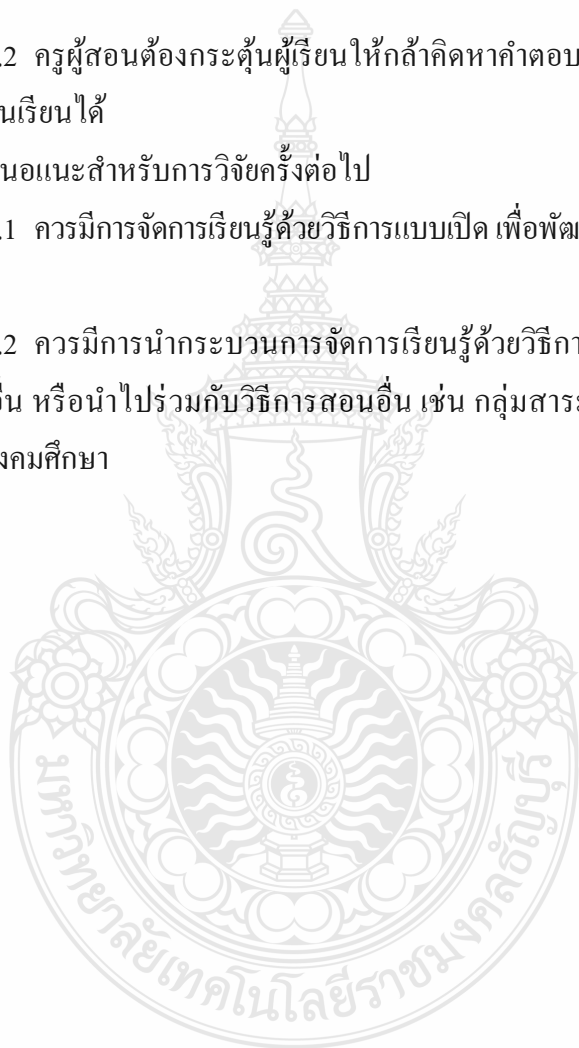 .2 ครูผู้สอนต้องกระตุ้นผู้เรียนให้กล้าคิดหาคำตอบ
นเรียนได้
นอแนะสำหรับการวิจัยครั้งต่อไป
.1 ควรมีการจัดการเรียนรู้ด้วยวิธีการแบบเปิด เพื่อพัฒ
.2 ควรมีการนำกระบวนการจัดการเรียนรู้ด้วยวิธีกา
อื่น หรือนำไปร่วมกับวิธีการสอนอื่น เช่น กลุ่มสาระ
งคมศึกษา
มหาวิทยาลัยเทคโนโลยีราชมงคลธัญบุรี